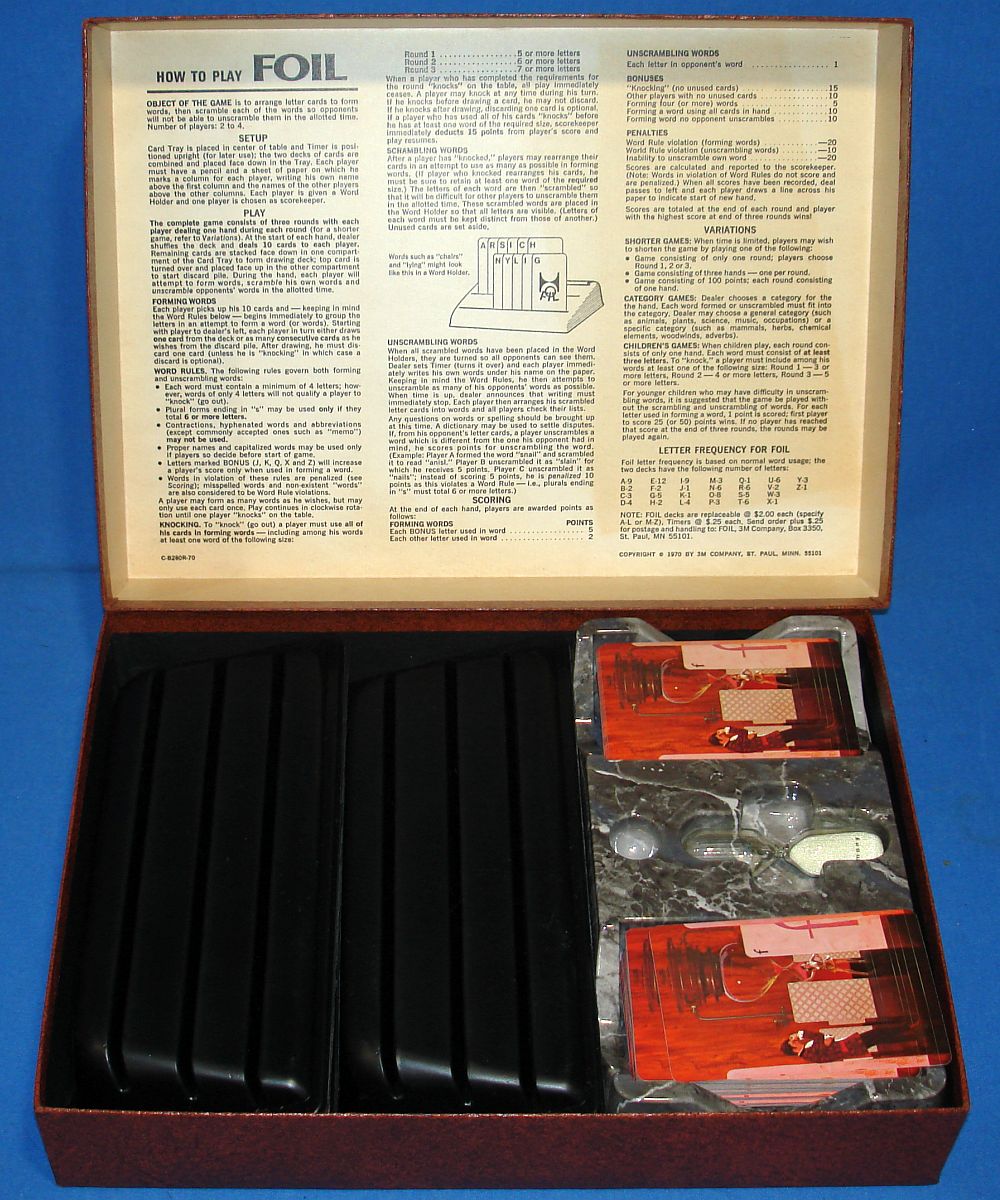 HOW TO PLAY FOIL
OBJECT OF THE GAME is to arrange letter cards to form
words, then scramble each of the words so opponents
will not be able to unscramble them in the allotted time.
Number of players: 2 to 4.
SETUP
Card Tray is placed in center of table and Timer is posi-
tioned upright (for later use); the two decks of cards are
combined and placed face down in the Tray. Each player
must have a pencil and a sheet of paper on which he
marks a column for each player, writing his own name
above the first column and the names of the other players
above the other columns. Each player is given a Word
Holder and one player is chosen as scorekeeper.
PLAY
The complete game consists of three rounds with each
player dealing one hand during each round (for a shorter
game, refer to Variations). At the start of each hand, dealer
shuffles the deck and deals 10 cards to each player.
Remaining cards are stacked face down in one compart-
ment of the Card Tray to form drawing deck; top card is
turned over and placed face up in the other compartment
to start discard pile. During the hand, each player will
attempt to form words, scramble his own words and
unscramble opponents' words in the allotted time.
FORMING WORDS
Each player picks up his 10 cards and — keeping in mind
the Word Rules below — begins immediately to group the
letters in an attempt to form a word (or words). Starting
with player to dealer's left, each player in turn either draws
one card from the deck or as many consecutive cards as he
wishes from the discard pile. After drawing, he must dis-
card one card (unless he is "knocking" in which case a
discard is optional).
WORD RULES. The following rules govern both forming
and unscrambling words:
• Each word must contain a minimum of 4 letters; how-
ever, words of only 4 letters will not qualify a player to
"knock" (go out).
• Plural forms ending in "s" may be used only if they
total 6 or more letters.
• Contractions, hyphenated words and abbreviations
(except commonly accepted ones such as "memo")
may not be used.
• Proper names and capitalized words may be used only
if players so decide before start of game.
• Letters marked BONUS (J, K, Q, X and Z) will increase
a player's score only when used in forming a word.
• Words in violation of these rules are penalized (see
Scoring); misspelled words and non-existent "words"
are also considered to be Word Rule violations.
A player may form as many words as he wishes, but may
only use each card once. Play continues in clockwise rota-
tion until one player "knocks" on the table.
KNOCKING. To "knock" (go out) a player must use all of
his cards in forming words — including among his words
at least one word of the following size:
C-B280R-70
Round 1 ..................5 or more letters
Round 2 ..................6 or more letters
Round 3 ..................7 or more letters
When a player who has completed the requirements for
the round "knocks" on the table, all play immediately
ceases. A player may knock at any time during his turn.
If he knocks before drawing a card, he may not discard.
If he knocks after drawing, discarding one card is optional.
If a player who has used all of his cards "knocks" before
he has at least one word of the required size, scorekeeper
immediately deducts 15 points from player's score and
play resumes.
SCRAMBLING WORDS
After a player has "knocked," players may rearrange their
cards in an attempt to use as many as possible in forming
words. (If player who knocked rearranges his cards, he
must be sure to retain at least one word of the required
size.) The letters of each word are then "scrambled" so
that it will be difficult for other players to unscramble them
in the allotted time. These scrambled words are placed in
the Word Holder so that all letters are visible. (Letters of
each word must be kept distinct from those of another.)
Unused cards are set aside.
Words such as "chairs"
and "lying" might look
like this in a Word Holder.
A R S I C H
N Y L I G
UNSCRAMBLING WORDS
When all scrambled words have been placed in the Word
Holders, they are turned so all opponents can see them.
Dealer sets Timer (turns it over) and each player immedi-
ately writes his own words under his name on the paper.
Keeping in mind the Word Rules, he then attempts to
unscramble as many of his opponents' words as possible.
When time is up, dealer announces that writing must
immediately stop. Each player then arranges his scrambled
letter cards into words and all players check their lists.
Any questions on words or spelling should be brought up
at this time. A dictionary may be used to settle disputes.
If, from his opponent's letter cards, a player unscrambles a
word which is different from the one his opponent had in
mind, he scores points for unscrambling the word.
(Example: Player A formed the word "snail" and scrambled
it to read "anisl." Player B unscrambled it as "slain" for
which he receives 5 points. Player C unscrambled it as
"nails"; instead of scoring 5 points, he is penalized 10
points as this violates a Word Rule — i.e., plurals ending
in "s" must total 6 or more letters.)
SCORING
At the end of each hand, players are awarded points as
follows:
FORMING WORDS POINTS
Each BONUS letter used in word .................... 5
Each other letter used in word ...................... 2
UNSCRAMBLING WORDS
Each letter in opponent's word .................. 1
BONUSES
"Knocking" (no unused cards) ....................15
Other players with no unused cards ............10
Forming four (or more) words ................... 5
Forming a word using all cards in hand .........10
Forming word no opponent unscrambles ........10
PENALTIES
Word Rule violation (forming words) ..........—20
World Rule violation (unscrambling words) ....—10
Inability to unscramble own word ..............—20
Scores are calculated and reported to the scorekeeper.
(Note: Words in violation of Word Rules do not score and
are penalized.) When all scores have been recorded, deal
passes to left and each player draws a line across his
paper to indicate start of new hand.
Scores are totaled at the end of each round and player
with the highest score at end of three rounds wins!
VARIATIONS
SHORTER GAMES: When time is limited, players may wish
to shorten the game by playing one of the following:
• Game consisting of only one round; players choose
Round 1, 2 or 3.
• Game consisting of three hands — one per round.
• Game consisting of 100 points; each round consisting
of one hand.
CATEGORY GAMES: Dealer chooses a category for the
the hand. Each word formed or unscrambled must fit into
the category. Dealer may choose a general category (such
as animals, plants, science, music, occupations) or a
specific category (such as mammals, herbs, chemical
elements, woodwinds, adverbs).
CHILDREN'S GAMES: When children play, each round con-
sists of only one hand. Each word must consist of at least
three letters. To "knock," a player must include among his
words at least one of the following size: Round 1 — 3 or
more letters, Round 2 — 4 or more letters, Round 3 — 5
or more letters.
For younger children who may have difficulty in unscram-
bling words, it is suggested that the game be played with-
out the scrambling and unscrambling of words. For each
letter used in forming a word, 1 point is scored; first player
to score 25 (or 50) points wins. If no player has reached
that score at the end of three rounds, the rounds may be
played again.
LETTER FREQUENCY FOR FOIL
Foil letter frequency is based on normal word usage; the
two decks have the following number of letters:
A-9 E-12 I-9 M-3 Q-1 U-6 Y-3
B-2 F-2 J-1 N-6 R-6 V-2 Z-1
C-3 G-5 K-1 O-8 S-5 W-3
D-4 H-2 L-4 P-3 T-6 X-1
NOTE: FOIL decks are replaceable @ $2.00 each (specify
A-L or M-Z), Timers @ $.25 each. Send order plus $.25
for postage and handling to: FOIL, 3M Company, Box 3350,
St. Paul, MN 55101.
COPYRIGHT © 1970 BY 3M COMPANY, ST. PAUL, MINN. 55101